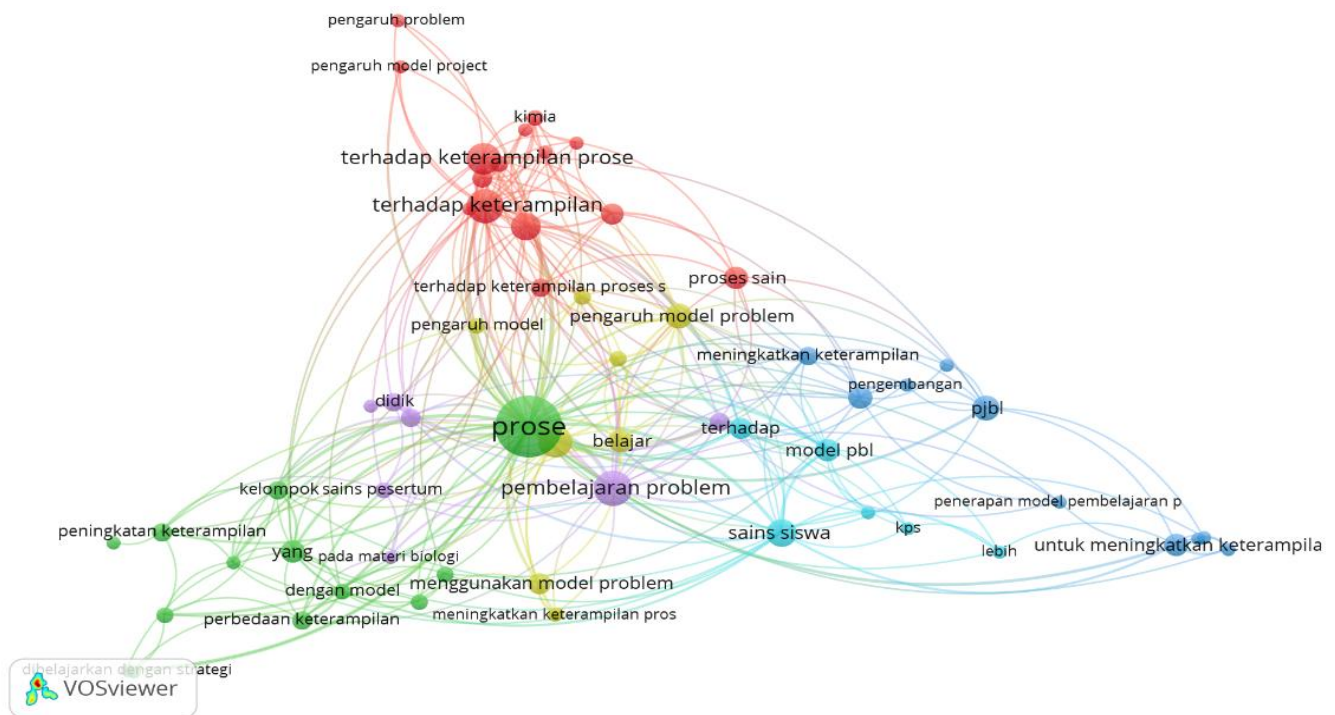 pengaruh problem
pengaruh model project
kimia
terhadap keterampilan prose
terhadap keterampilan
proses sain
terhadap keterampilan proses s
pengaruh model problem
pengaruh model
meningkatkan keterampilan
pengembangan
didik
pjbl
prose
terhadap
belajar
model pbl
pembelajaran problem
kelompok sains pesertum
penerapan model pembelajaran p
peningkatan keterampilan
sains siswa
kps
yang
pada materi biologi
lebih
untuk meningkatkan keterampila
dengan model
menggunakan model problem
perbedaan keterampilan
meningkatkan keterampilan pros
dibelajarkan dengan strategi
VOSviewer